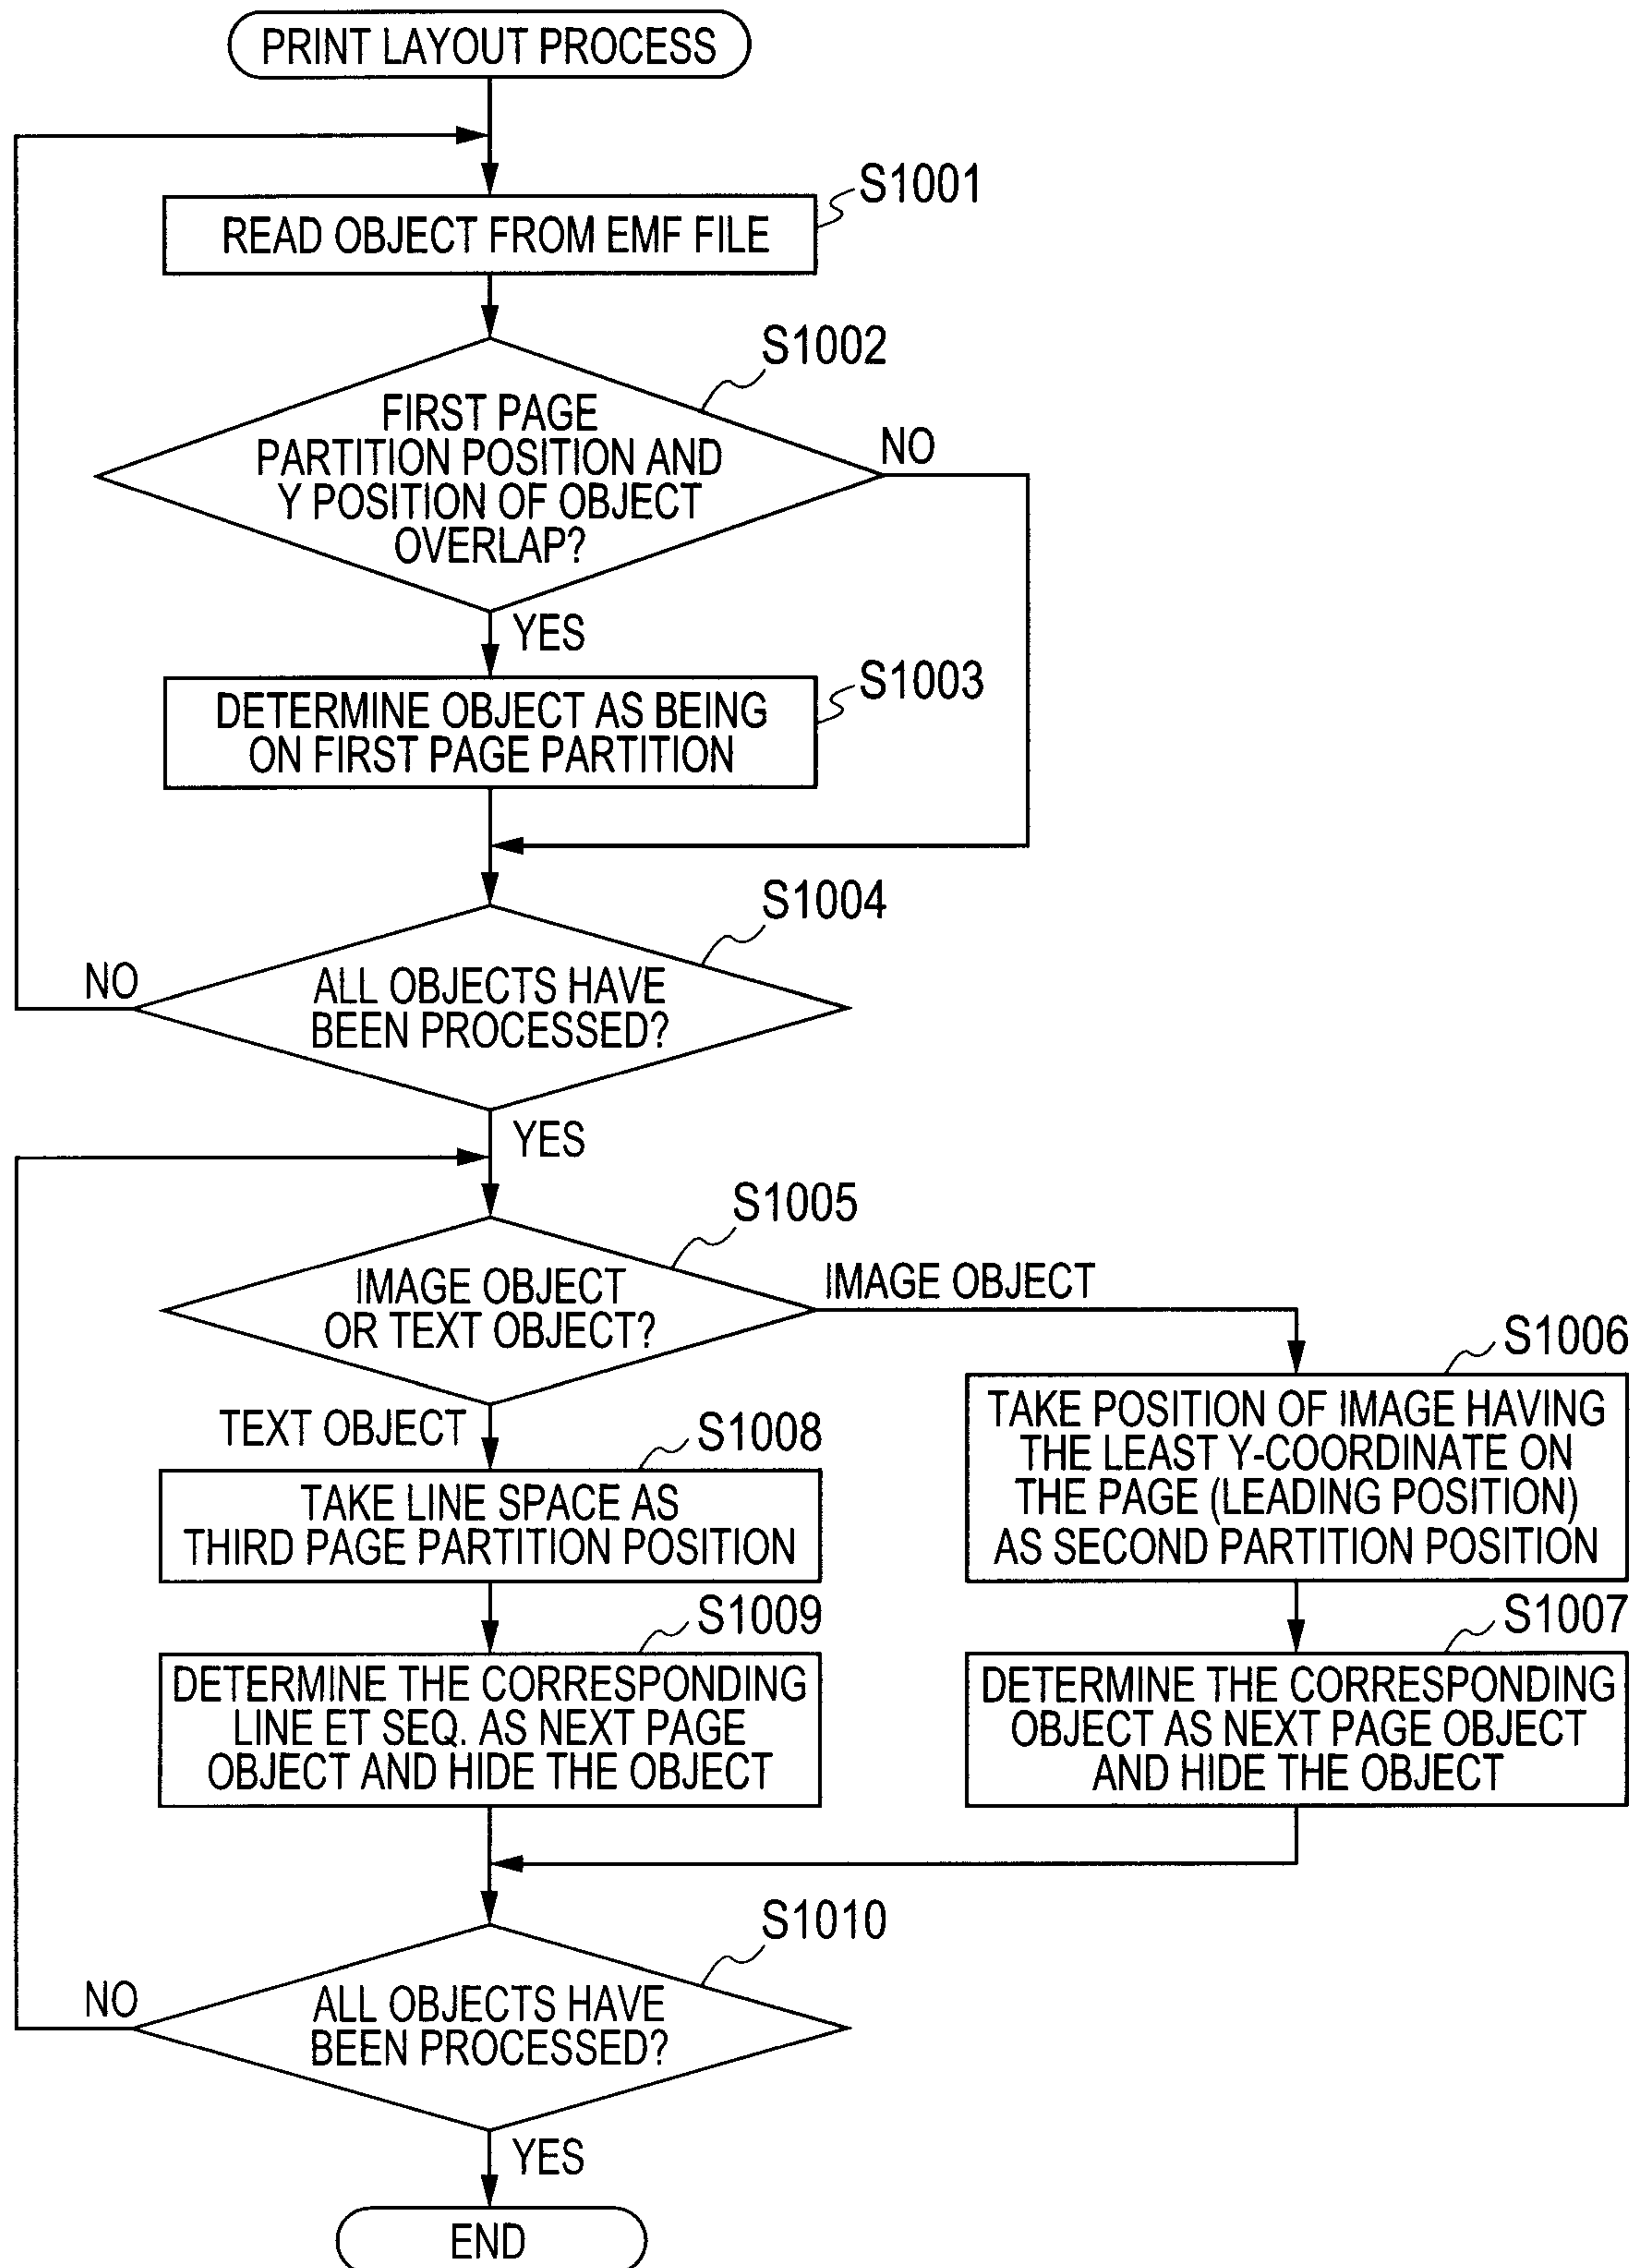 PRINT LAYOUT PROCESS
S1001
READ OBJECT FROM EMF FILE
S1002
FIRST PAGE
PARTITION POSITION AND
Y POSITION OF OBJECT
OVERLAP?
NO
YES
S1003
DETERMINE OBJECT AS BEING
ON FIRST PAGE PARTITION
S1004
ALL OBJECTS HAVE
BEEN PROCESSED?
NO
YES
S1005
IMAGE OBJECT
OR TEXT OBJECT?
IMAGE OBJECT
S1006
TAKE POSITION OF IMAGE HAVING
THE LEAST Y-COORDINATE ON
THE PAGE (LEADING POSITION)
AS SECOND PARTITION POSITION
TEXT OBJECT
S1008
TAKE LINE SPACE AS
THIRD PAGE PARTITION POSITION
S1009
DETERMINE THE CORRESPONDING
LINE ET SEQ. AS NEXT PAGE
OBJECT AND HIDE THE OBJECT
S1007
DETERMINE THE CORRESPONDING
OBJECT AS NEXT PAGE OBJECT
AND HIDE THE OBJECT
S1010
ALL OBJECTS HAVE
BEEN PROCESSED?
NO
YES
END